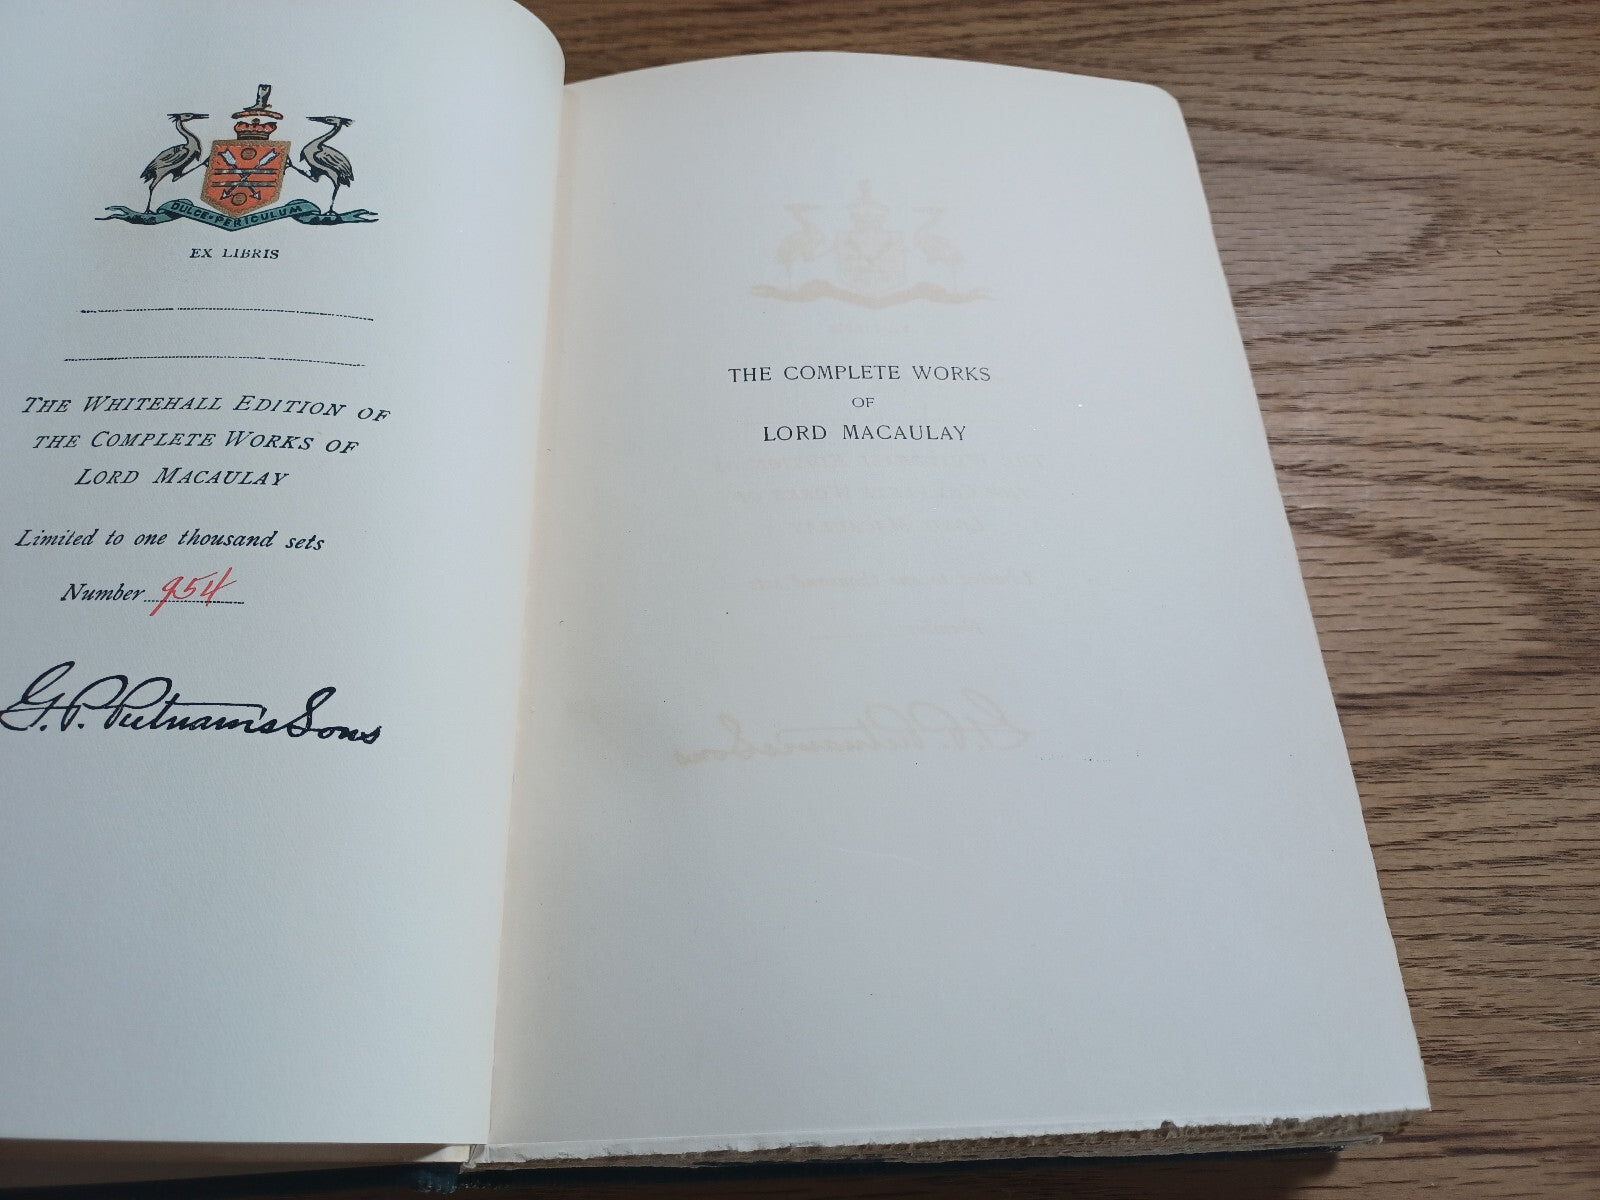 DULCE•PERICULUM
EX LIBRIS
THE WHITEHALL EDITION OF
THE COMPLETE WORKS OF
LORD MACAULAY
Limited to one thousand sets
Number 954
G. P. Putnam's Sons
THE COMPLETE WORKS
OF
LORD MACAULAY